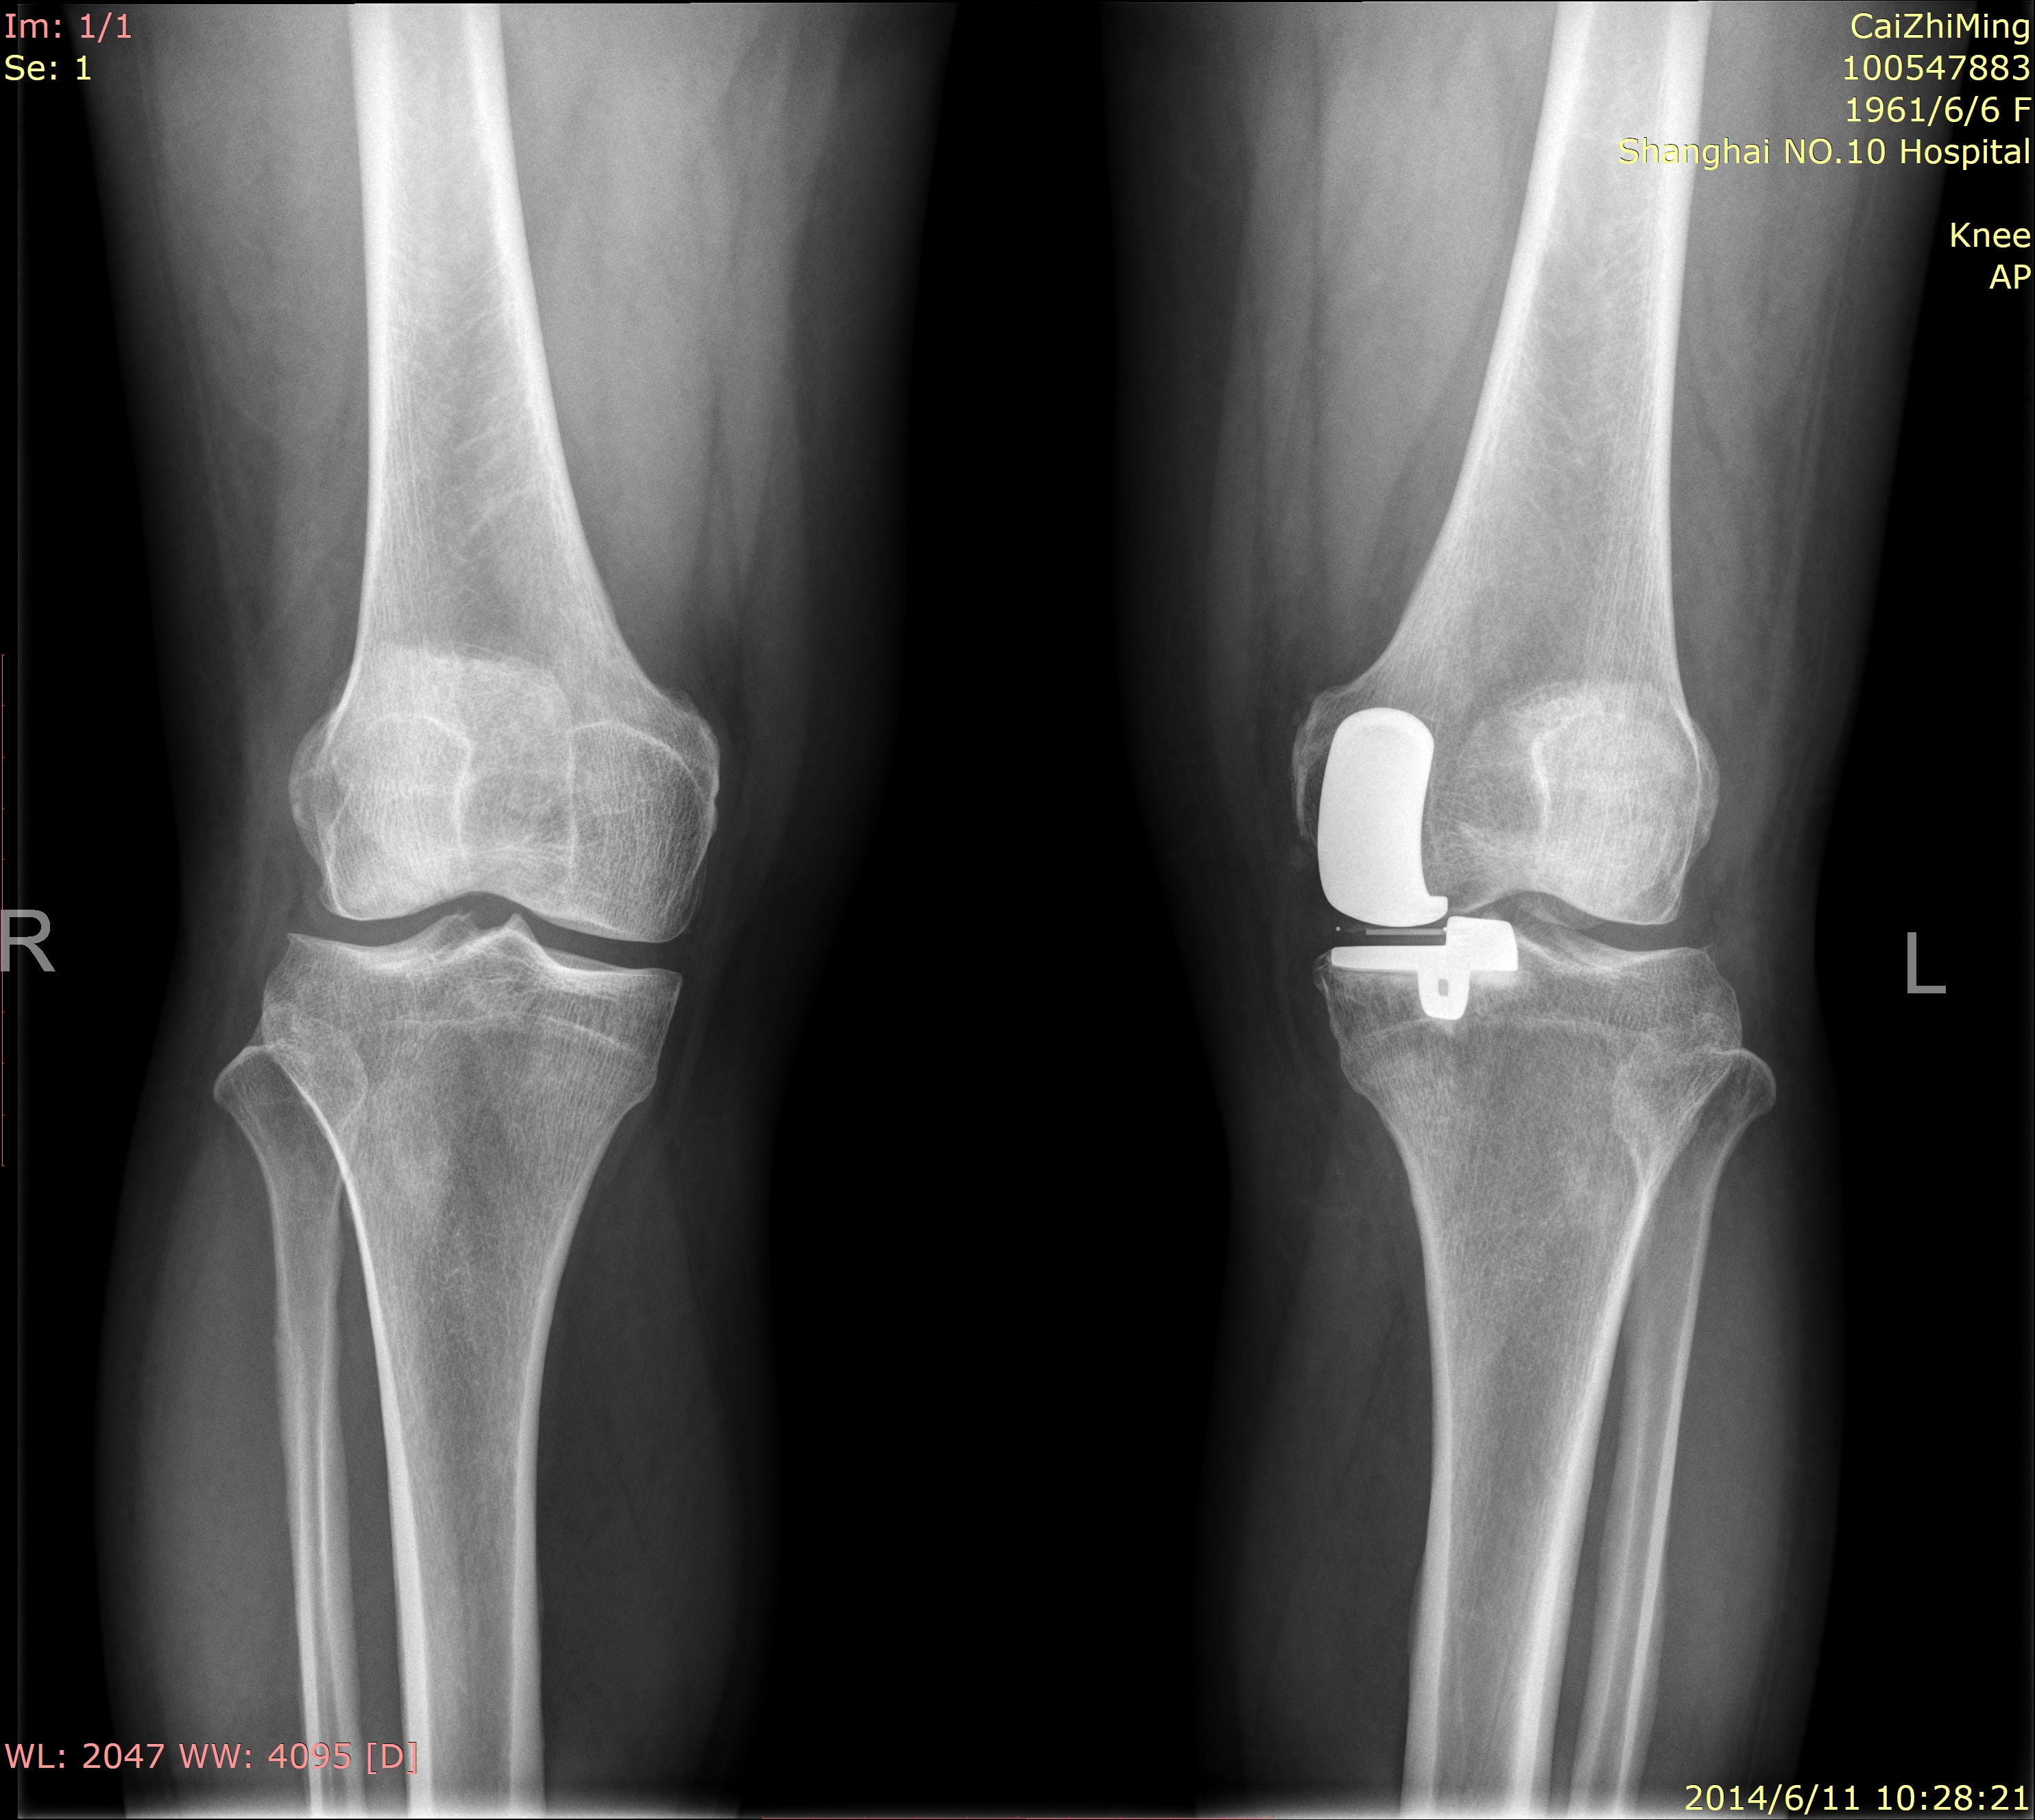 Im: 1/1
Se: 1
CaiZhiMing
100547883
1961/6/6 F
Shanghai NO.10 Hospital
Knee
AP
R
L
WL: 2047 WW: 4095 [D]
2014/6/11 10:28:21